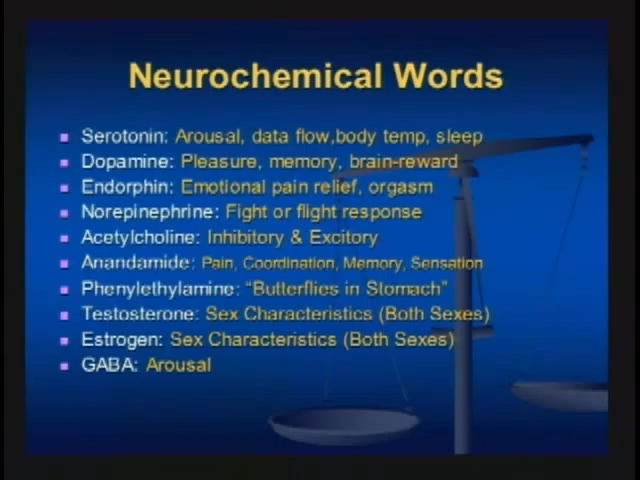 Neurochemical Words
Serotonin: Arousal, data flow,body temp, sleep
Dopamine: Pleasure, memory, brain-reward
Endorphin: Emotional pain relief, orgasm
Norepinephrine: Fight or flight response
Acetylcholine: Inhibitory & Excitory
Anandamide: Pain, Coordination, Memory, Sensation
Phenylethylamine: “Butterflies in Stomach”
Testosterone: Sex Characteristics (Both Sexes)
Estrogen: Sex Characteristics (Both Sexes)
GABA: Arousal